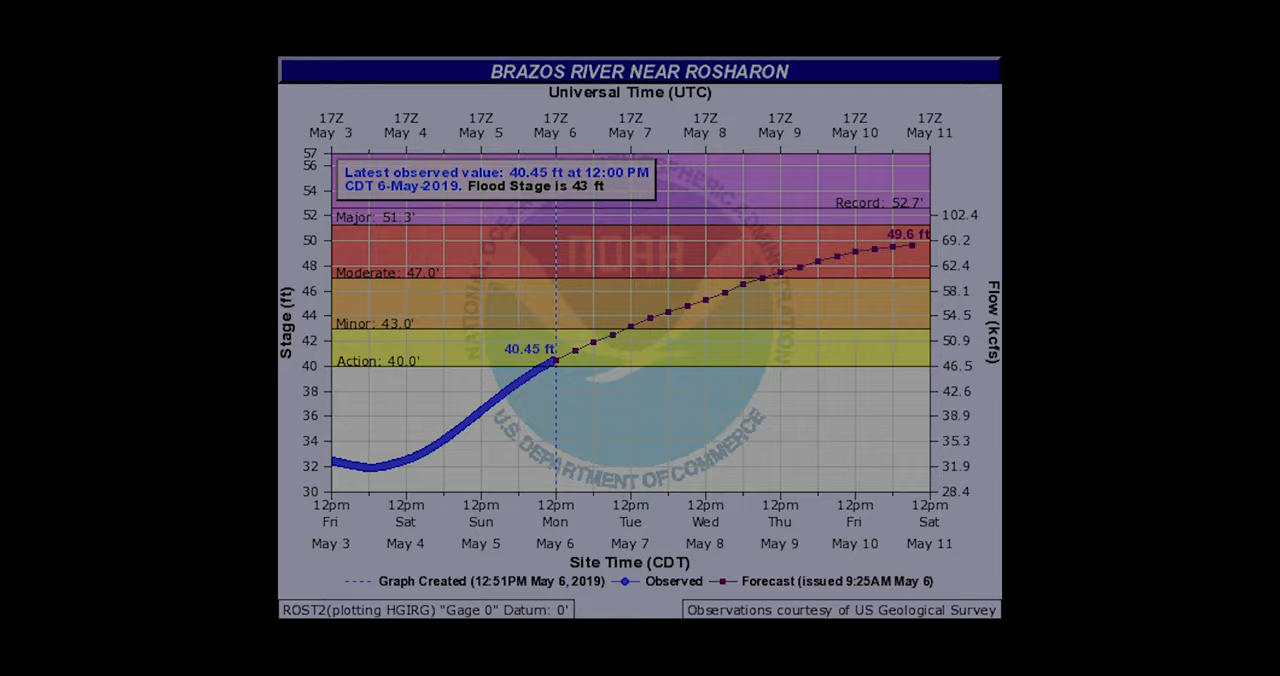 BRAZOS RIVER NEAR ROSHARON
Universal Time (UTC)
17Z 17Z 17Z 17Z 17Z 17Z 17Z 17Z 17Z
May 3 May 4 May 5 May 6 May 7 May 8 May 9 May 10 May 11
57
56
Latest observed value: 40.45 ft at 12:00 PM
CDT 6-May-2019. Flood Stage is 43 ft
54
Record: 52.7'
52 Major: 51.3' 102.4
49.6 ft
50 69.2
NOAA
48 62.4
Moderate: 47.0'
46 58.1
44 54.5
Minor: 43.0'
42 50.9
40.45 ft
Action: 40.0'
40 46.5
38 42.6
36 38.9
34 35.3
32 31.9
30 28.4
Stage (ft)
Flow (kcfs)
NATIONAL OCEANIC AND ATMOSPHERIC ADMINISTRATION
U.S. DEPARTMENT OF COMMERCE
12pm 12pm 12pm 12pm 12pm 12pm 12pm 12pm 12pm
Fri Sat Sun Mon Tue Wed Thu Fri Sat
May 3 May 4 May 5 May 6 May 7 May 8 May 9 May 10 May 11
Site Time (CDT)
Graph Created (12:51PM May 6, 2019) Observed Forecast (issued 9:25AM May 6)
ROST2(plotting HGIRG) "Gage 0" Datum: 0' Observations courtesy of US Geological Survey